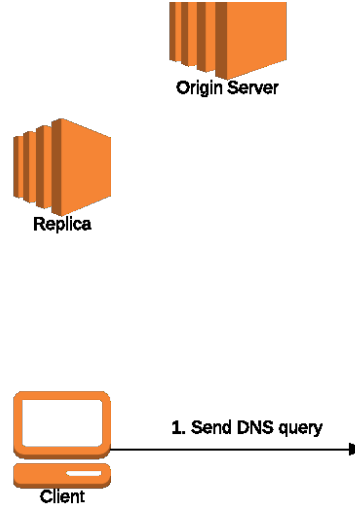 Origin Server
Replica
1. Send DNS query
Client